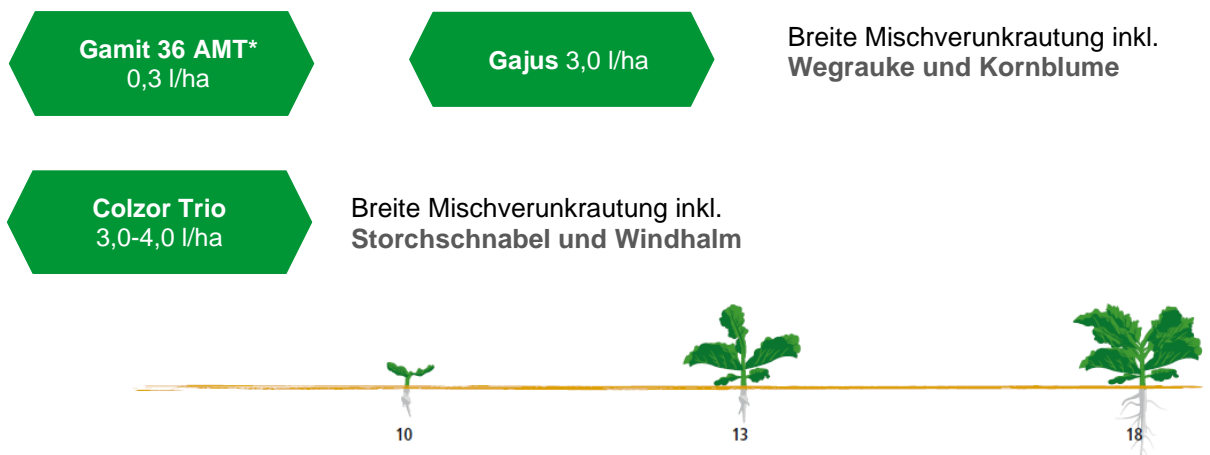 Gamit 36 AMT*
0,3 l/ha
Gajus 3,0 l/ha
Breite Mischverunkrautung inkl.
Wegrauke und Kornblume
Colzor Trio
3,0-4,0 l/ha
Breite Mischverunkrautung inkl.
Storchschnabel und Windhalm
10
13
18